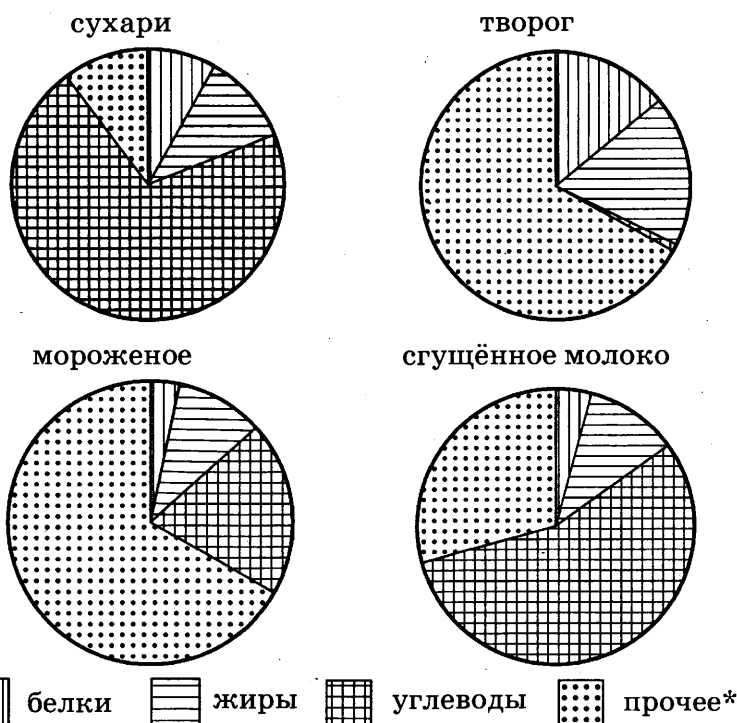 сухари
творог
мороженое
сгущённое молоко
белки
жиры
углеводы
прочее*